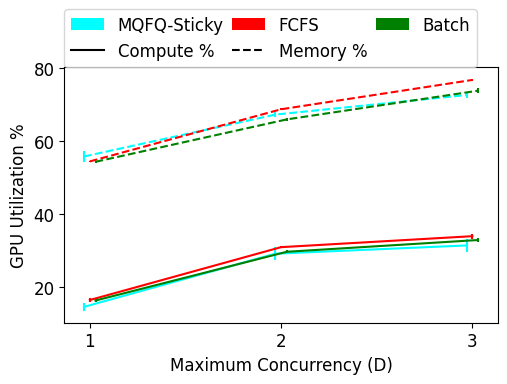 MQFQ-Sticky FCFS Batch
Compute % Memory %
80
60
40
20
GPU Utilization %
1 2 3
Maximum Concurrency (D)